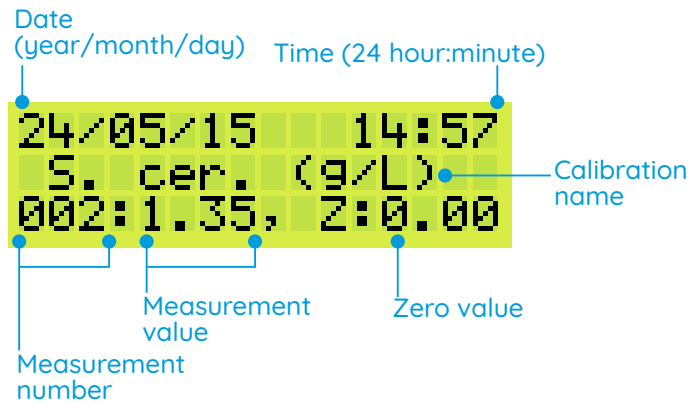 Date
(year/month/day)
Time (24 hour:minute)
24/05/15 14:57
S. cer. (g/L)
002:1.35, Z:0.00
Calibration
name
Measurement
value
Zero value
Measurement
number